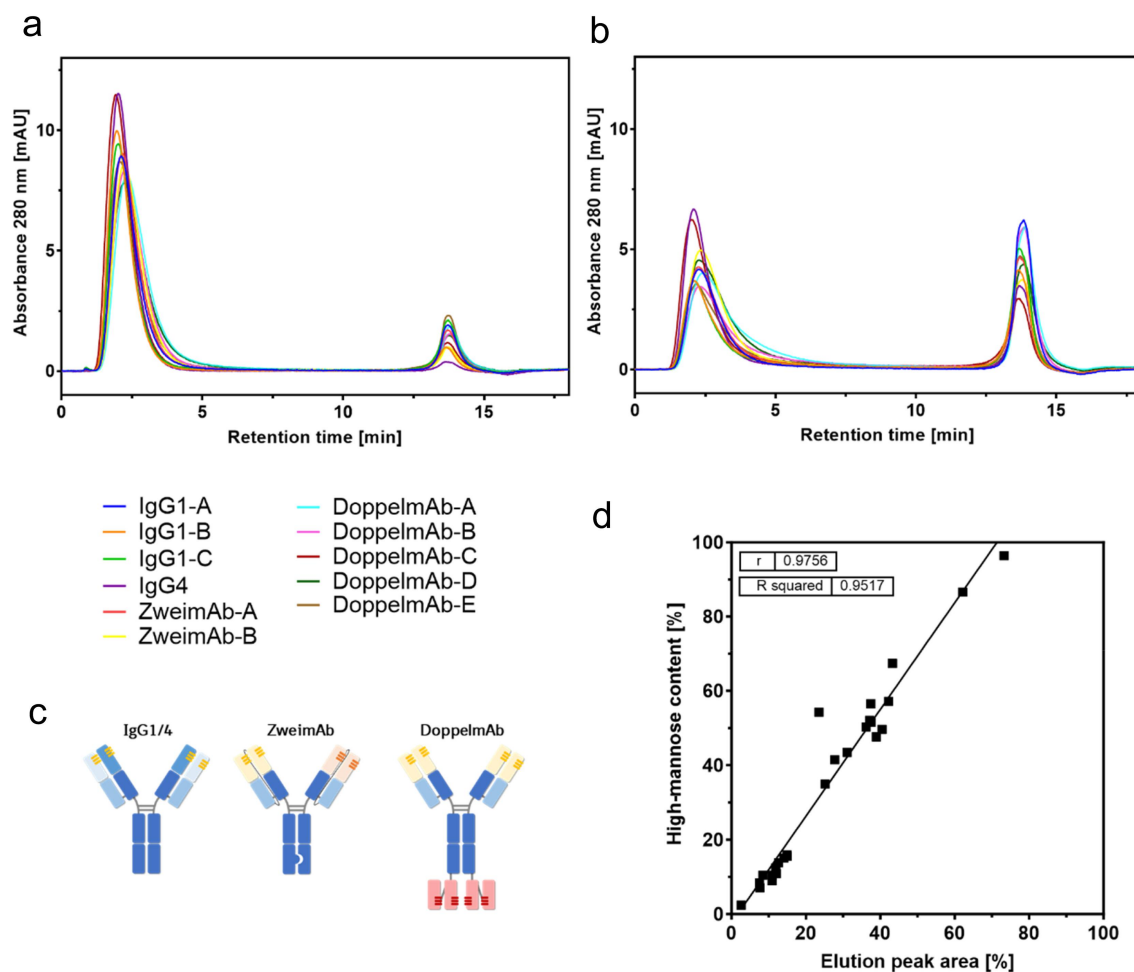 a
b
Absorbance 280 nm [mAU]
10
5
0
0
5
10
15
Retention time [min]
Absorbance 280 nm [mAU]
10
5
0
0
5
10
15
Retention time [min]
IgG1-A
IgG1-B
IgG1-C
IgG4
ZweimAb-A
ZweimAb-B
DoppelmAb-A
DoppelmAb-B
DoppelmAb-C
DoppelmAb-D
DoppelmAb-E
c
IgG1/4
ZweimAb
DoppelmAb
d
r 0.9756
R squared 0.9517
High-mannose content [%]
100
80
60
40
20
0
0
20
40
60
80
100
Elution peak area [%]